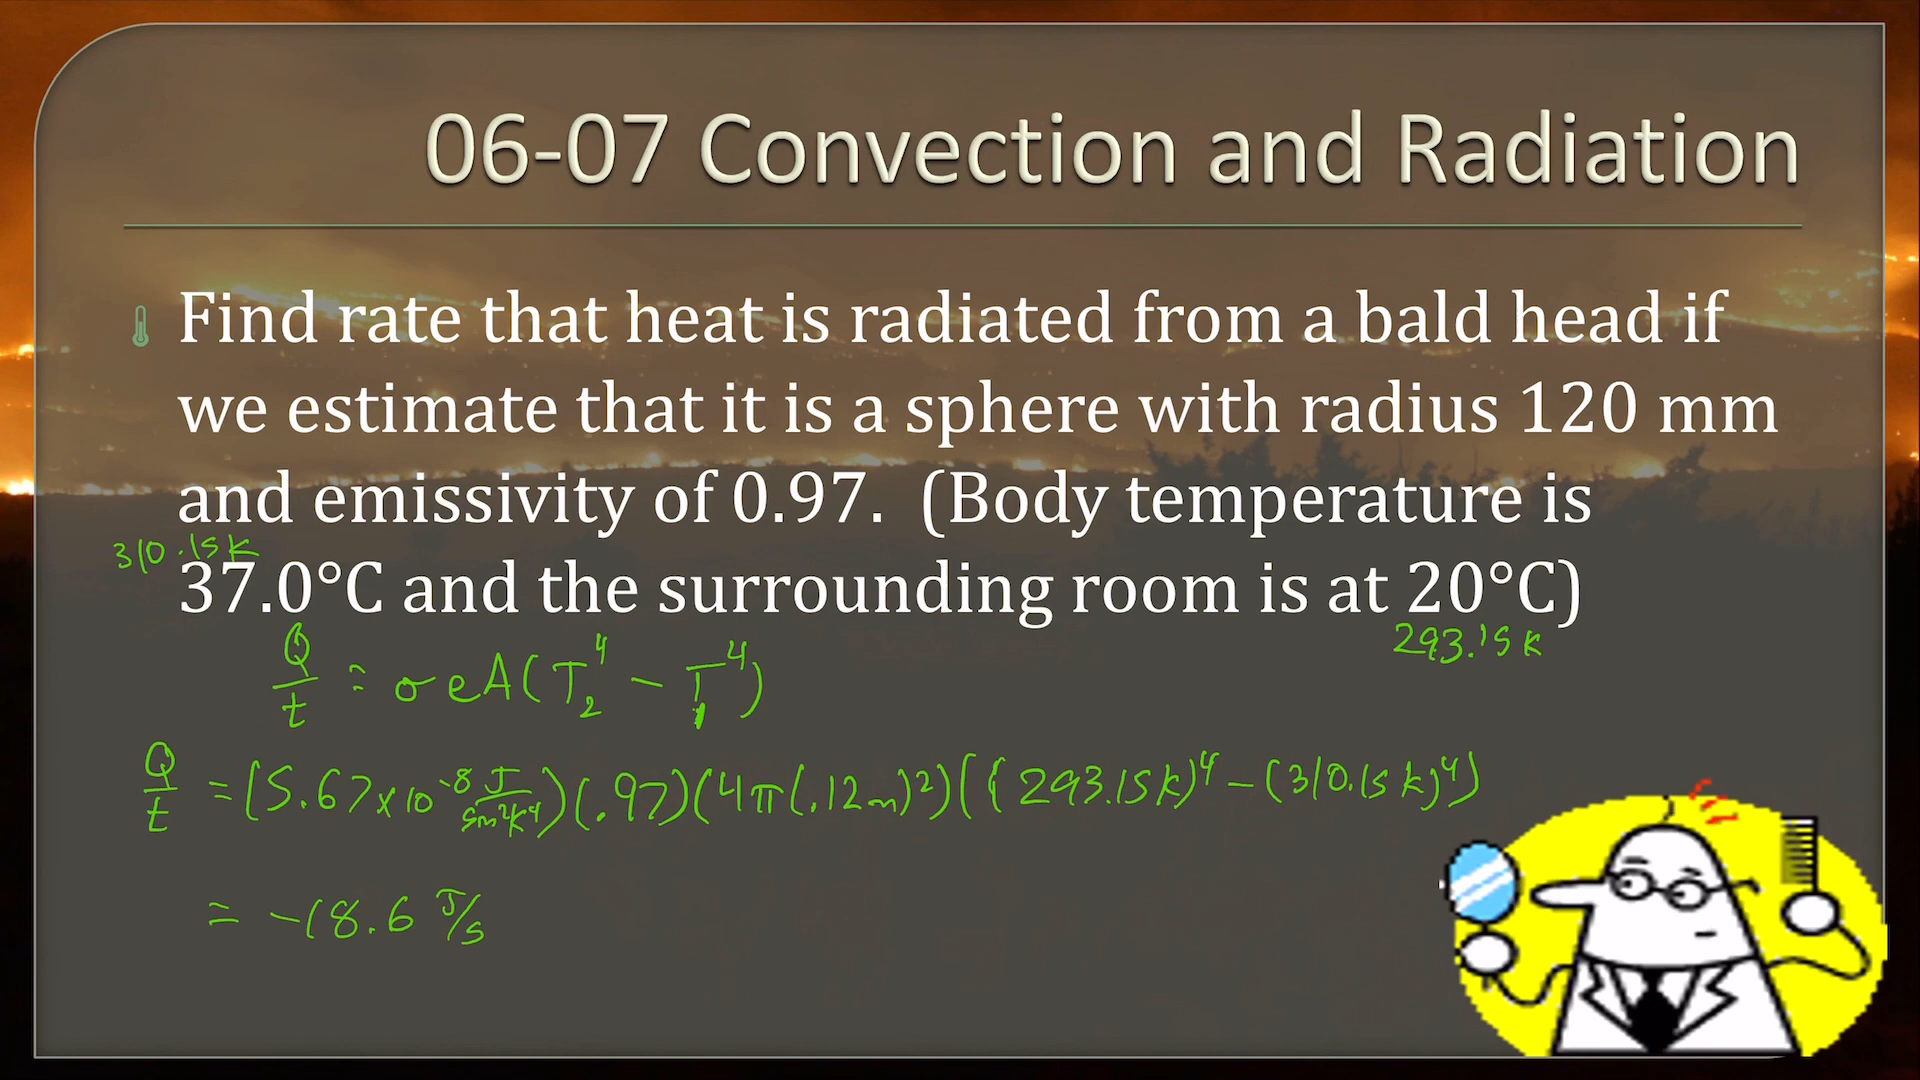 06-07 Convection and Radiation
Find rate that heat is radiated from a bald head if
we estimate that it is a sphere with radius 120 mm
and emissivity of 0.97. (Body temperature is
310.15K
37.0°C and the surrounding room is at 20°C)
293.15 K
Q/t = σeA(T₂⁴ − T₁⁴)
Q/t = (5.67×10⁻⁸ J/sm²K⁴)(.97)(4π(.12m)²)((293.15K)⁴ − (310.15K)⁴)
= −18.6 J/s